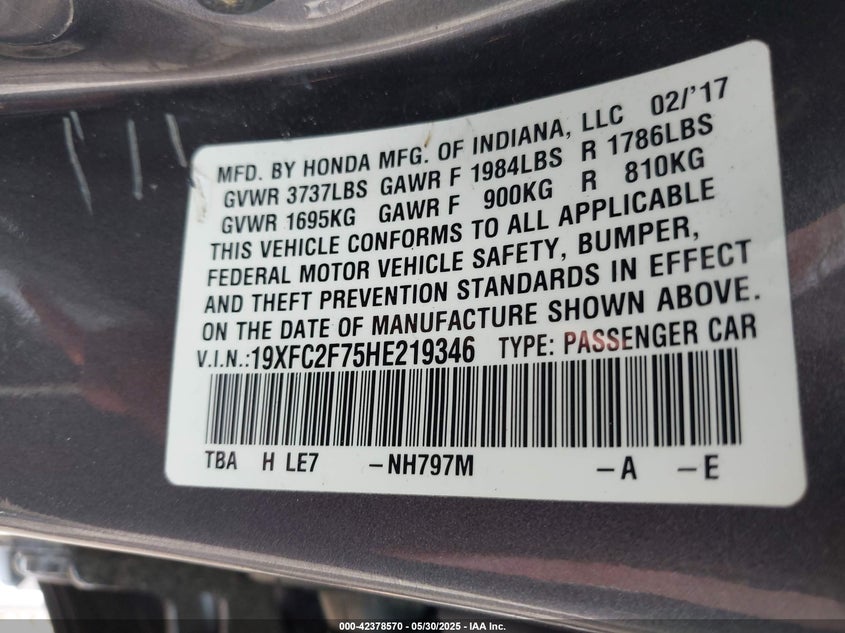 MFD. BY HONDA MFG. OF INDIANA, LLC 02/'17
GVWR 3737LBS GAWR F 1984LBS R 1786LBS
GVWR 1695KG GAWR F 900KG R 810KG
THIS VEHICLE CONFORMS TO ALL APPLICABLE
FEDERAL MOTOR VEHICLE SAFETY, BUMPER,
AND THEFT PREVENTION STANDARDS IN EFFECT
ON THE DATE OF MANUFACTURE SHOWN ABOVE.
V.I.N.:19XFC2F75HE219346 TYPE: PASSENGER CAR
TBA H LE7 –NH797M –A –E
000-42378570 - 05/30/2025 - IAA Inc.